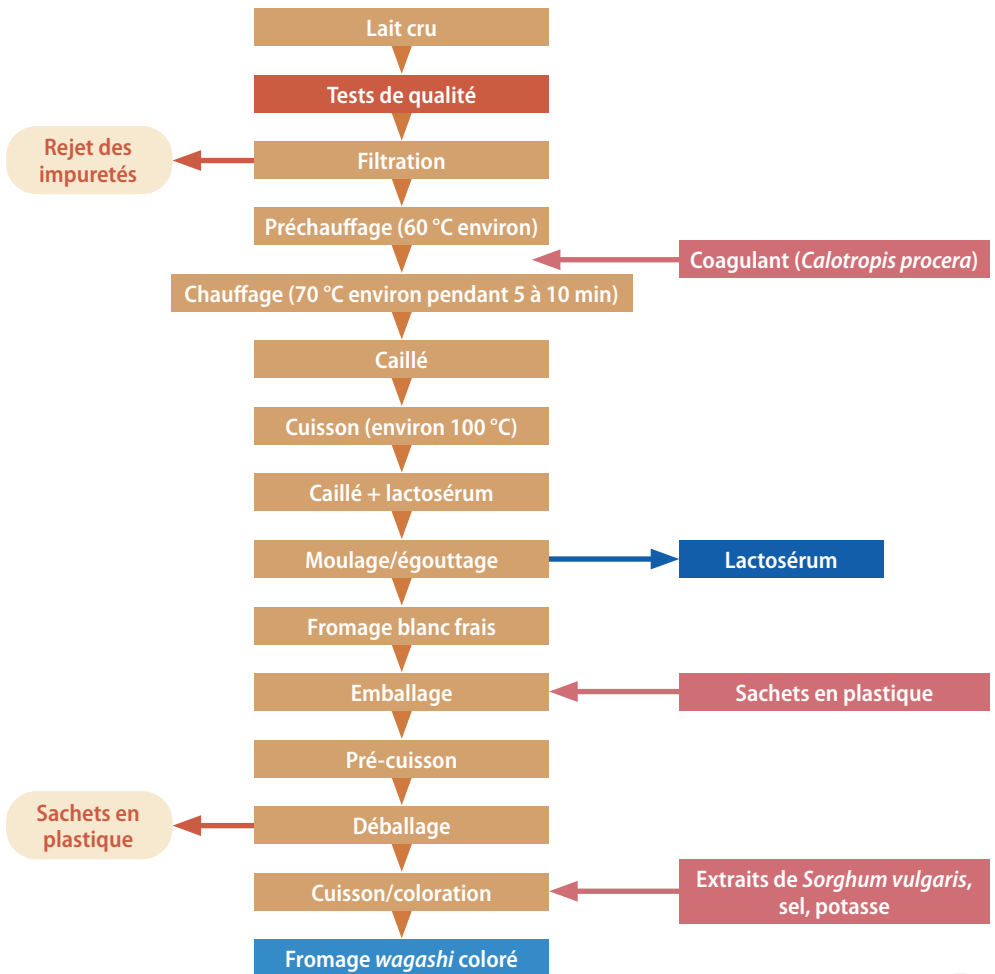 Lait cru
Tests de qualité
Rejet des
impuretés
Filtration
Préchauffage (60 °C environ)
Coagulant (Calotropis procera)
Chauffage (70 °C environ pendant 5 à 10 min)
Caillé
Cuisson (environ 100 °C)
Caillé + lactosérum
Moulage/égouttage
Lactosérum
Fromage blanc frais
Emballage
Sachets en plastique
Pré-cuisson
Sachets en
plastique
Déballage
Cuisson/coloration
Extraits de Sorghum vulgaris,
sel, potasse
Fromage wagashi coloré